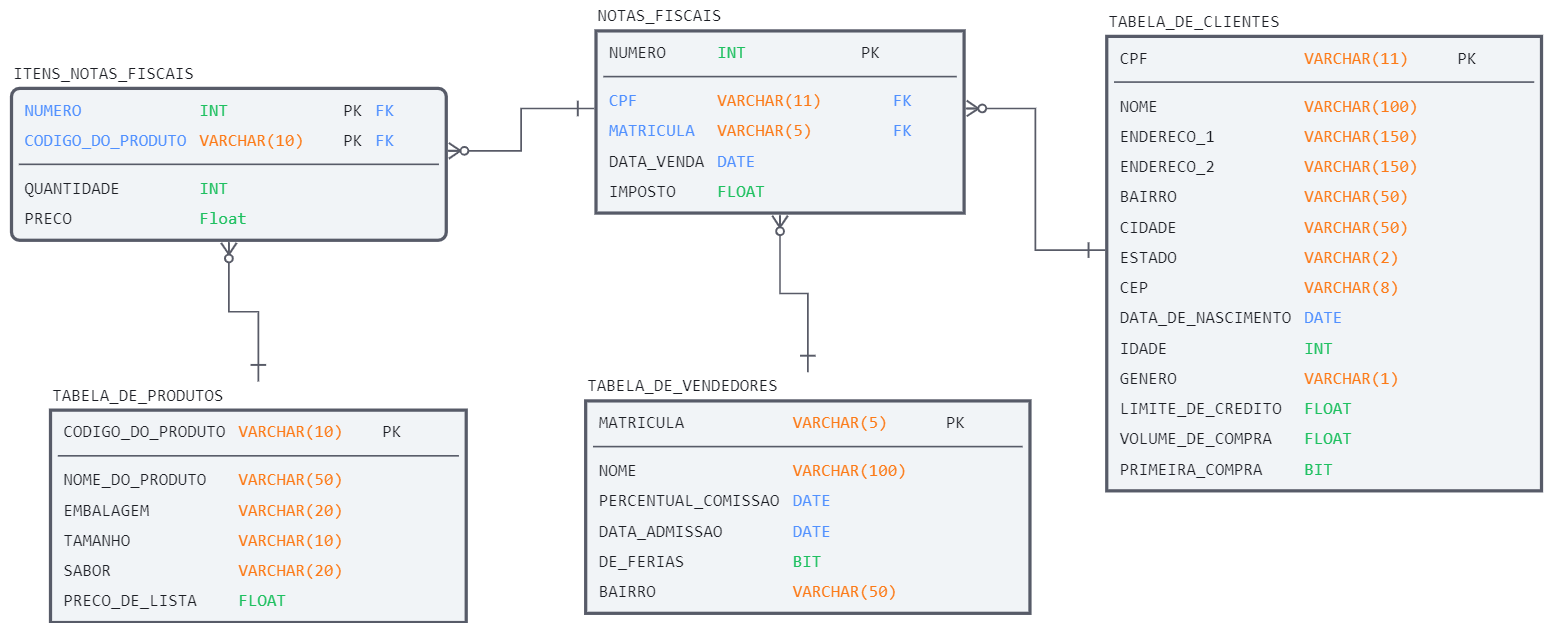 ITENS_NOTAS_FISCAIS
NUMERO INT PK FK
CODIGO_DO_PRODUTO VARCHAR(10) PK FK
QUANTIDADE INT
PRECO Float
NOTAS_FISCAIS
NUMERO INT PK
CPF VARCHAR(11) FK
MATRICULA VARCHAR(5) FK
DATA_VENDA DATE
IMPOSTO FLOAT
TABELA_DE_CLIENTES
CPF VARCHAR(11) PK
NOME VARCHAR(100)
ENDERECO_1 VARCHAR(150)
ENDERECO_2 VARCHAR(150)
BAIRRO VARCHAR(50)
CIDADE VARCHAR(50)
ESTADO VARCHAR(2)
CEP VARCHAR(8)
DATA_DE_NASCIMENTO DATE
IDADE INT
GENERO VARCHAR(1)
LIMITE_DE_CREDITO FLOAT
VOLUME_DE_COMPRA FLOAT
PRIMEIRA_COMPRA BIT
TABELA_DE_PRODUTOS
CODIGO_DO_PRODUTO VARCHAR(10) PK
NOME_DO_PRODUTO VARCHAR(50)
EMBALAGEM VARCHAR(20)
TAMANHO VARCHAR(10)
SABOR VARCHAR(20)
PRECO_DE_LISTA FLOAT
TABELA_DE_VENDEDORES
MATRICULA VARCHAR(5) PK
NOME VARCHAR(100)
PERCENTUAL_COMISSAO DATE
DATA_ADMISSAO DATE
DE_FERIAS BIT
BAIRRO VARCHAR(50)